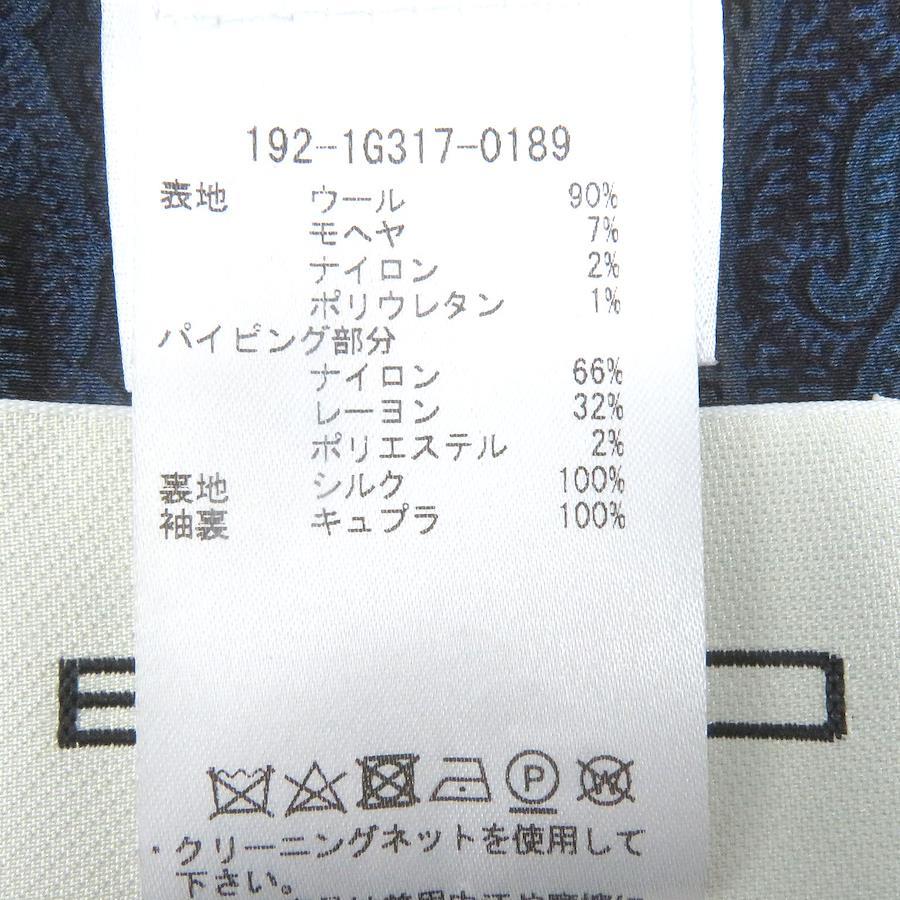 192-1G317-0189
表地 ウール 90%
モヘヤ 7%
ナイロン 2%
ポリウレタン 1%
パイピング部分
ナイロン 66%
レーヨン 32%
ポリエステル 2%
裏地 シルク 100%
袖裏 キュプラ 100%
P W
・クリーニングネットを使用して
下さい。